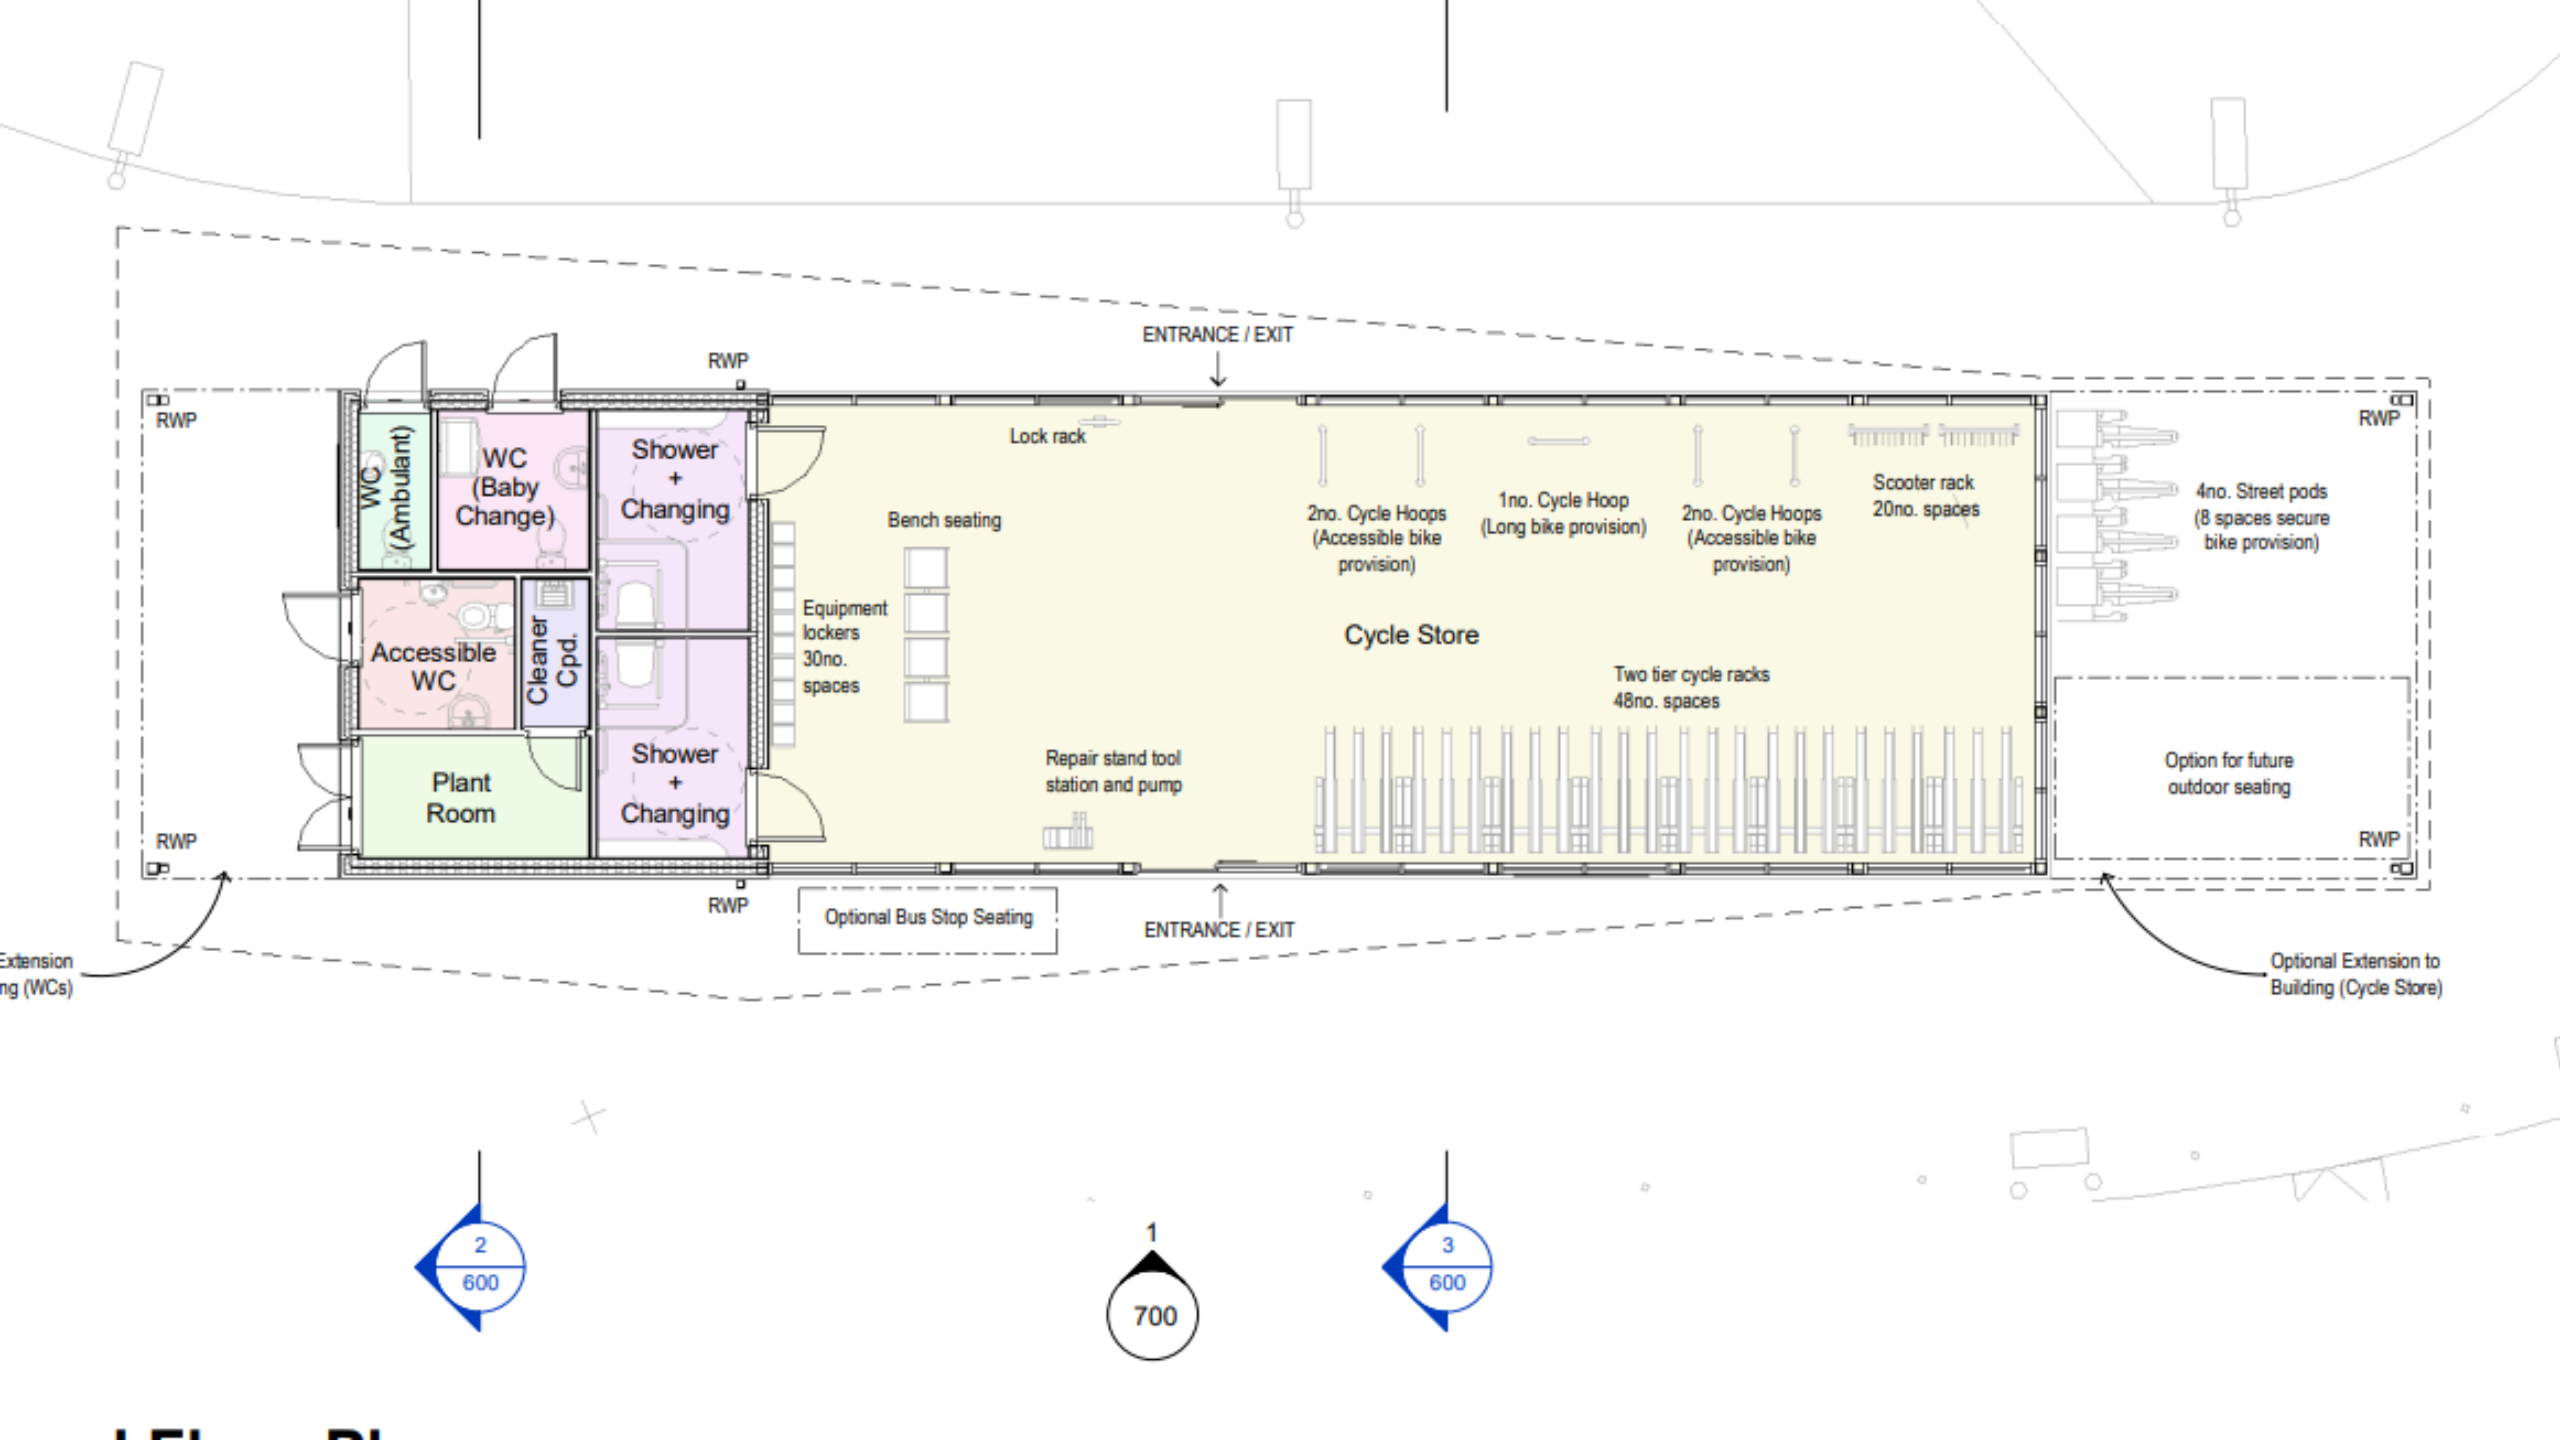 ENTRANCE / EXIT
RWP
RWP
RWP
WC
(Ambulant)
WC
(Baby
Change)
Shower
+
Changing
Lock rack
Bench seating
2no. Cycle Hoops
(Accessible bike
provision)
1no. Cycle Hoop
(Long bike provision)
2no. Cycle Hoops
(Accessible bike
provision)
Scooter rack
20no. spaces
4no. Street pods
(8 spaces secure
bike provision)
Equipment
lockers
30no.
spaces
Cycle Store
Accessible
WC
Cleaner
Cpd.
Two tier cycle racks
48no. spaces
Plant
Room
Shower
+
Changing
Repair stand tool
station and pump
Option for future
outdoor seating
RWP
RWP
RWP
Optional Bus Stop Seating
ENTRANCE / EXIT
Extension
ng (WCs)
Optional Extension to
Building (Cycle Store)
2
600
1
700
3
600